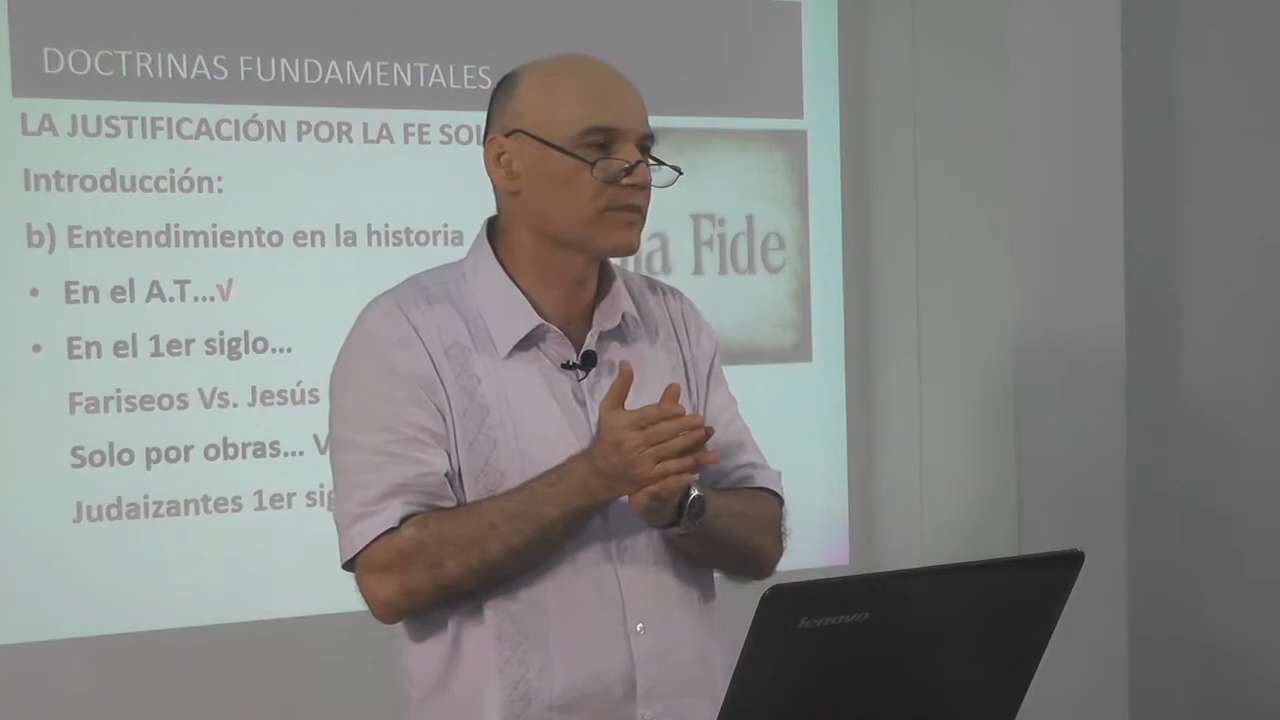 DOCTRINAS FUNDAMENTALES
LA JUSTIFICACIÓN POR LA FE
Introducción:
b) Entendimiento en la historia
• En el A.T...√
• En el 1er siglo...
Fariseos Vs. Jesús
Solo por obras...
Judaizantes 1er
Fide
lenovo